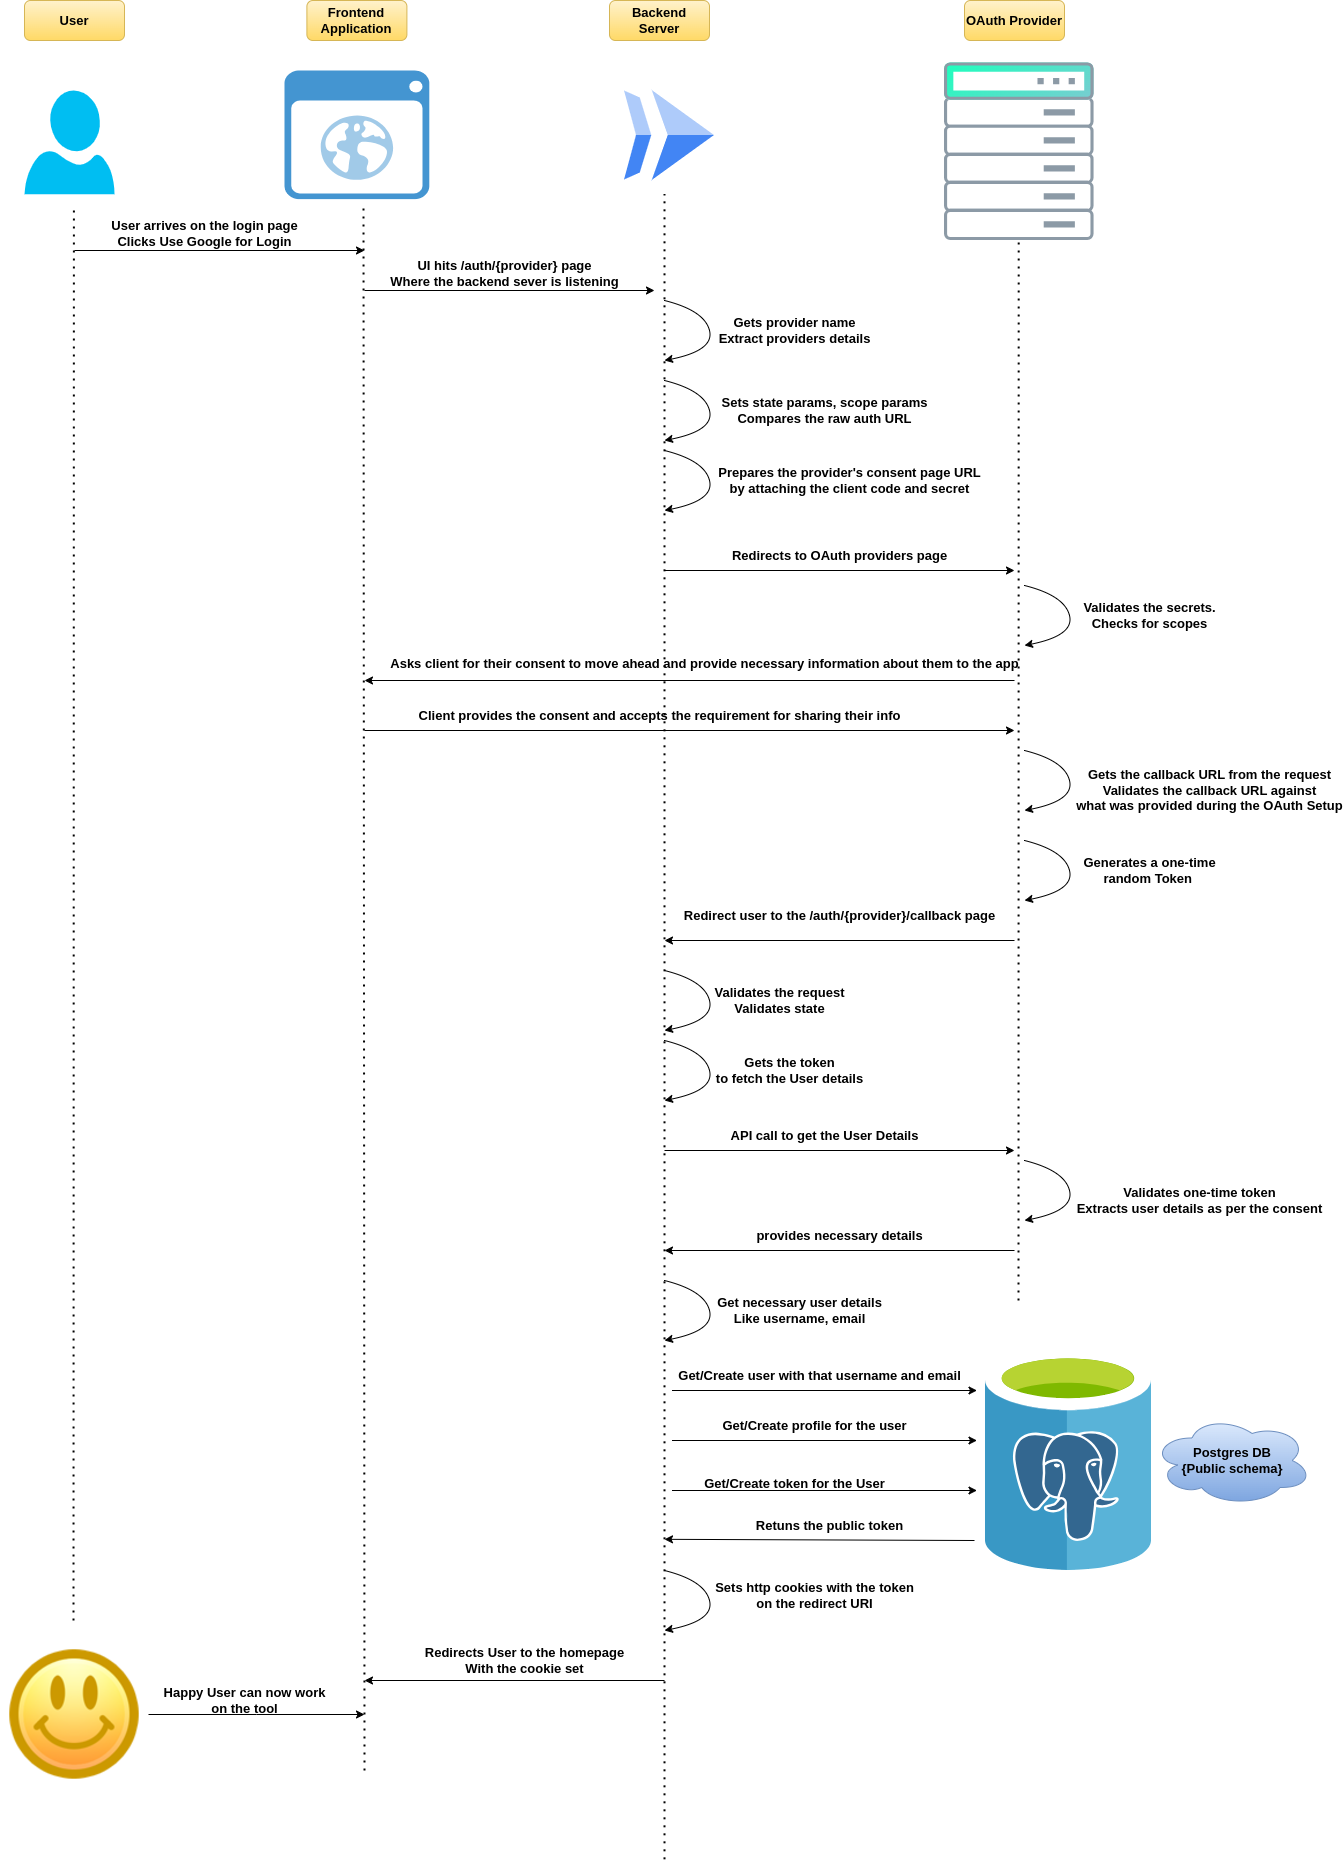 User
Frontend
Application
Backend
Server
OAuth Provider
User arrives on the login page
Clicks Use Google for Login
UI hits /auth/{provider} page
Where the backend sever is listening
Gets provider name
Extract providers details
Sets state params, scope params
Compares the raw auth URL
Prepares the provider's consent page URL
by attaching the client code and secret
Redirects to OAuth providers page
Validates the secrets.
Checks for scopes
Asks client for their consent to move ahead and provide necessary information about them to the app
Client provides the consent and accepts the requirement for sharing their info
Gets the callback URL from the request
Validates the callback URL against
what was provided during the OAuth Setup
Generates a one-time
random Token
Redirect user to the /auth/{provider}/callback page
Validates the request
Validates state
Gets the token
to fetch the User details
API call to get the User Details
Validates one-time token
Extracts user details as per the consent
provides necessary details
Get necessary user details
Like username, email
Get/Create user with that username and email
Get/Create profile for the user
Postgres DB
{Public schema}
Get/Create token for the User
Retuns the public token
Sets http cookies with the token
on the redirect URI
Redirects User to the homepage
With the cookie set
Happy User can now work
on the tool